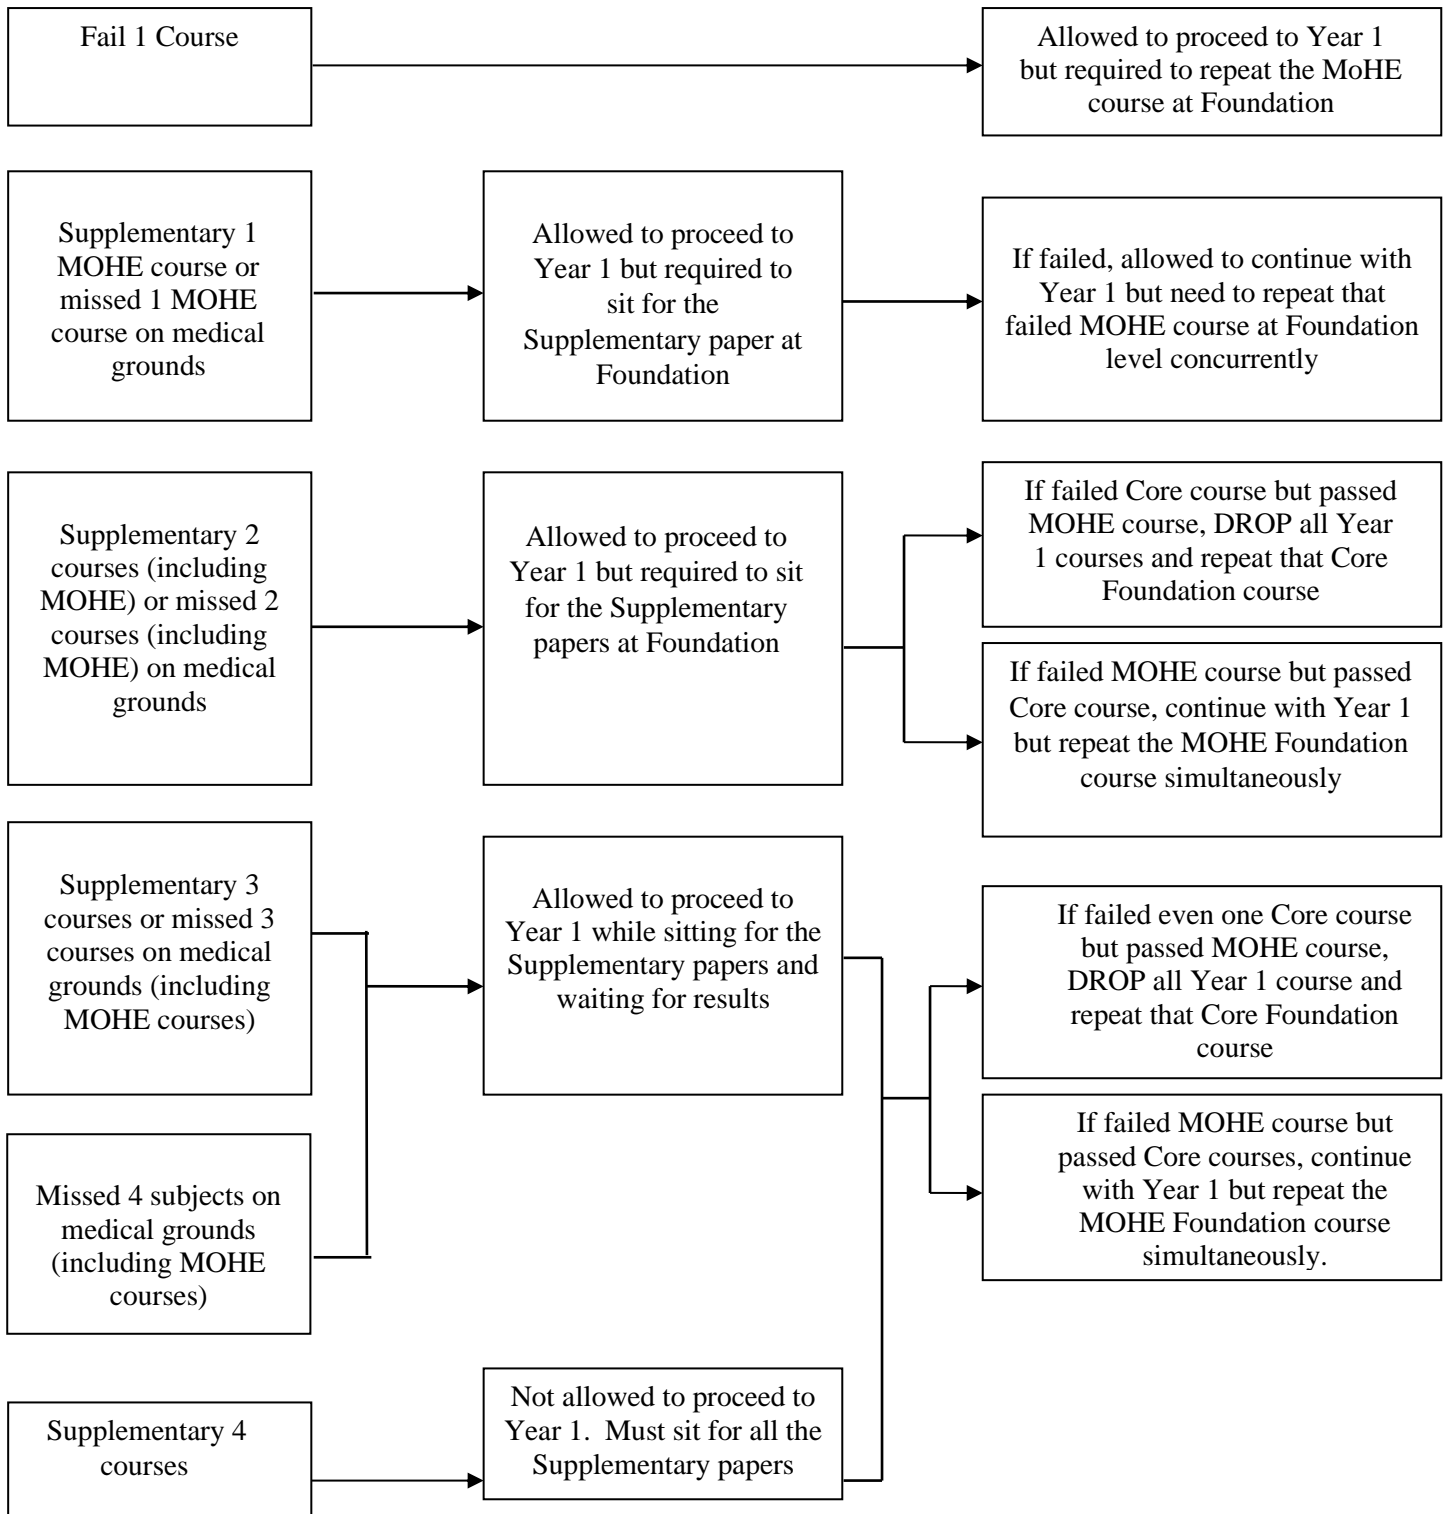 Fail 1 Course
Allowed to proceed to Year 1
but required to repeat the MoHE
course at Foundation
Supplementary 1
MOHE course or
missed 1 MOHE
course on medical
grounds
Allowed to proceed to
Year 1 but required to
sit for the
Supplementary paper at
Foundation
If failed, allowed to continue with
Year 1 but need to repeat that
failed MOHE course at Foundation
level concurrently
Supplementary 2
courses (including
MOHE) or missed 2
courses (including
MOHE) on medical
grounds
Allowed to proceed to
Year 1 but required to sit
for the Supplementary
papers at Foundation
If failed Core course but passed
MOHE course, DROP all Year
1 courses and repeat that Core
Foundation course
If failed MOHE course but passed
Core course, continue with Year 1
but repeat the MOHE Foundation
course simultaneously
Supplementary 3
courses or missed 3
courses on medical
grounds (including
MOHE courses)
Allowed to proceed to
Year 1 while sitting for the
Supplementary papers and
waiting for results
If failed even one Core course
but passed MOHE course,
DROP all Year 1 course and
repeat that Core Foundation
course
Missed 4 subjects on
medical grounds
(including MOHE
courses)
If failed MOHE course but
passed Core courses, continue
with Year 1 but repeat the
MOHE Foundation course
simultaneously.
Supplementary 4
courses
Not allowed to proceed to
Year 1.  Must sit for all the
Supplementary papers